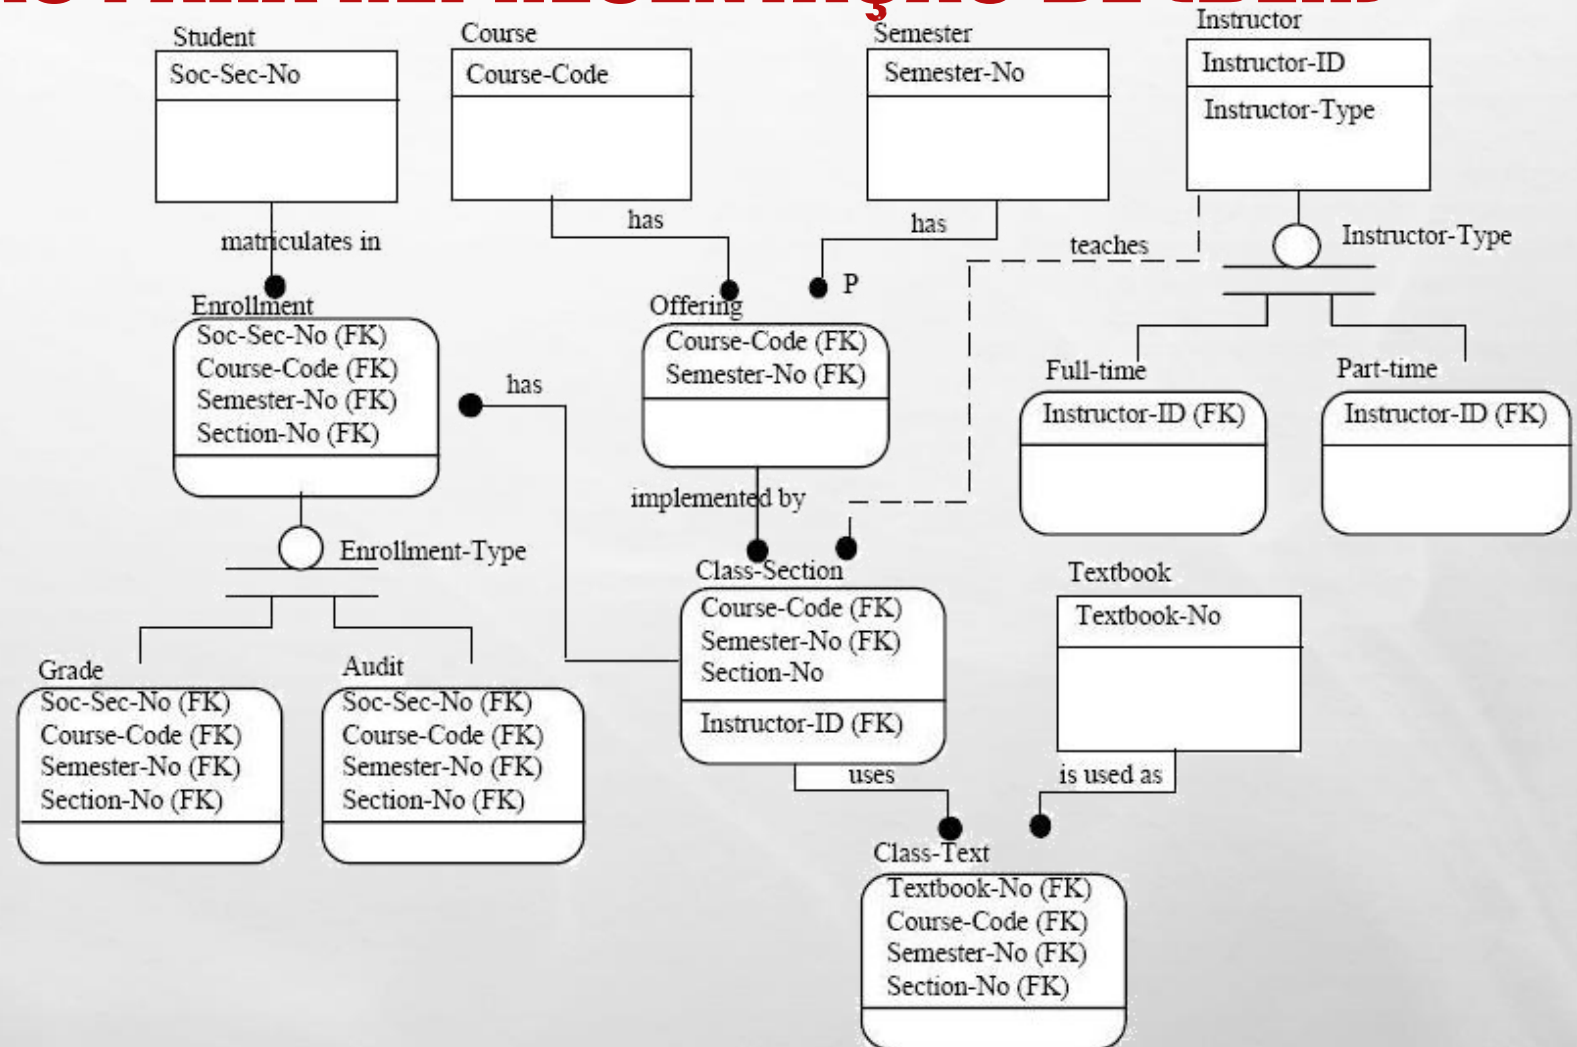 Student
Soc-Sec-No
Course
Course-Code
Semester
Semester-No
Instructor
Instructor-ID
Instructor-Type
matriculates in
has
has
teaches
Instructor-Type
P
Enrollment
Soc-Sec-No (FK)
Course-Code (FK)
Semester-No (FK)
Section-No (FK)
has
Offering
Course-Code (FK)
Semester-No (FK)
Full-time
Instructor-ID (FK)
Part-time
Instructor-ID (FK)
implemented by
Enrollment-Type
Class-Section
Course-Code (FK)
Semester-No (FK)
Section-No
Instructor-ID (FK)
Textbook
Textbook-No
Grade
Soc-Sec-No (FK)
Course-Code (FK)
Semester-No (FK)
Section-No (FK)
Audit
Soc-Sec-No (FK)
Course-Code (FK)
Semester-No (FK)
Section-No (FK)
uses
is used as
Class-Text
Textbook-No (FK)
Course-Code (FK)
Semester-No (FK)
Section-No (FK)